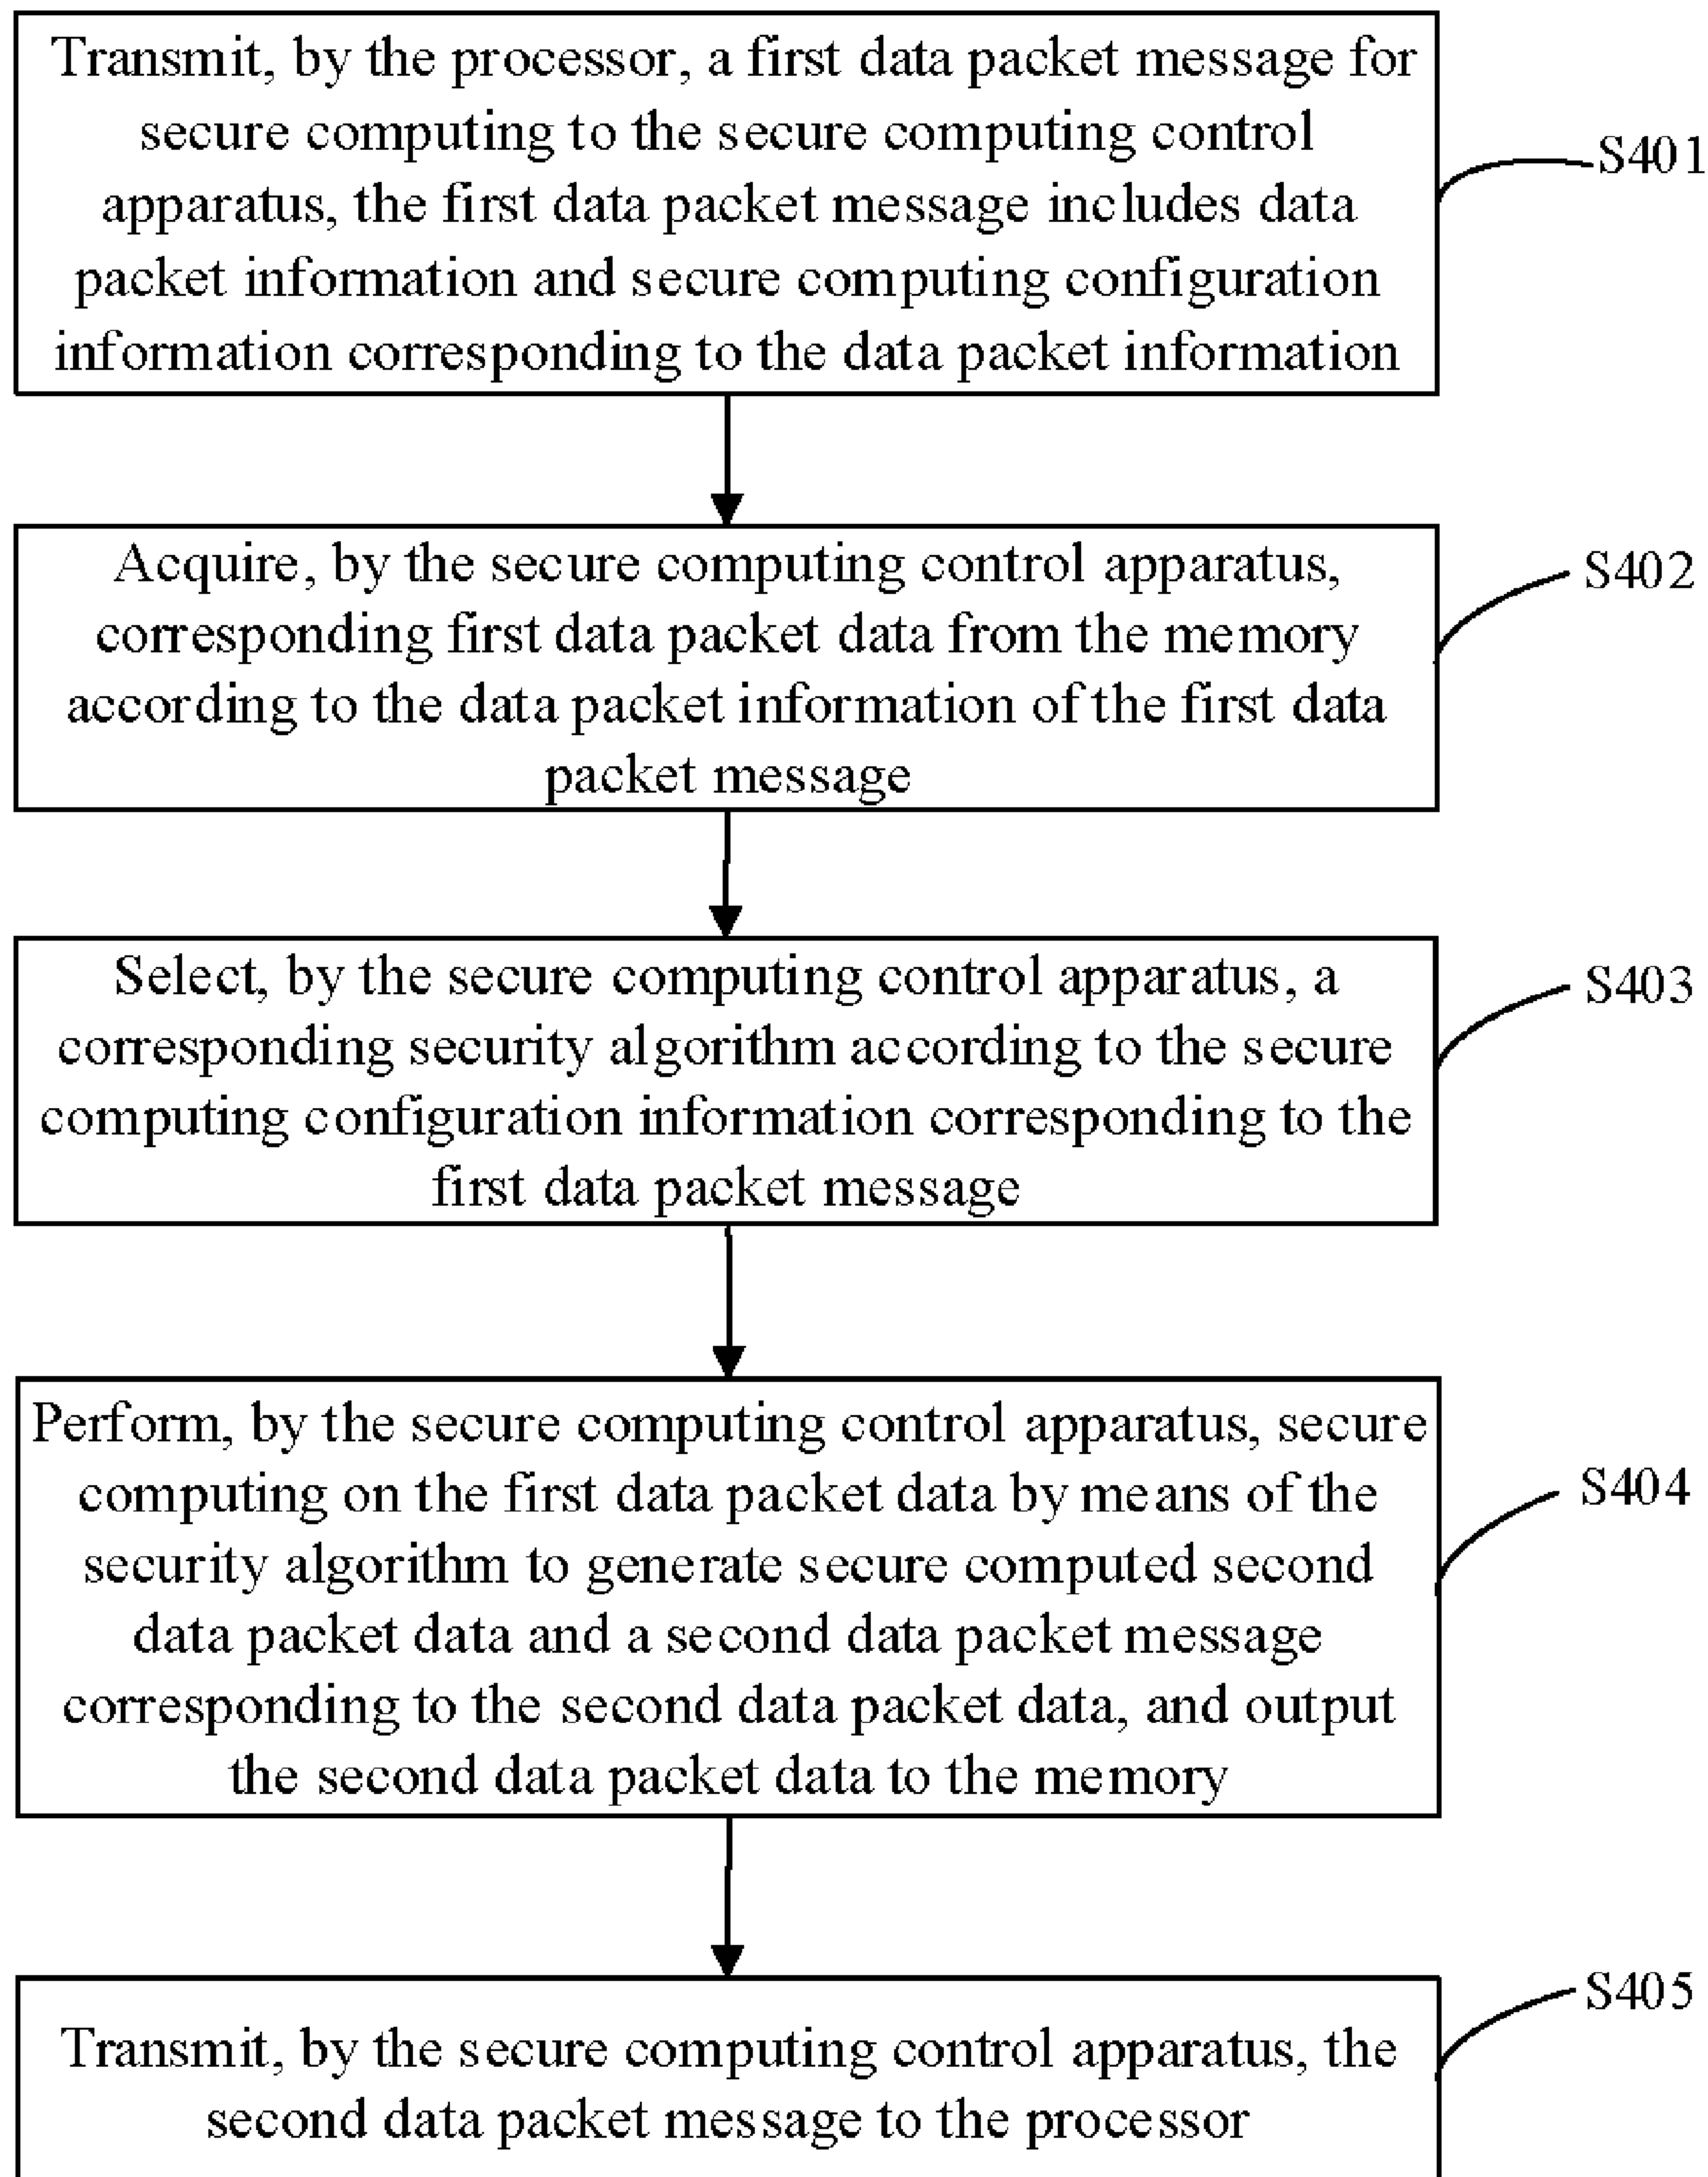 Transmit, by the processor, a first data packet message for
secure computing to the secure computing control
apparatus, the first data packet message includes data
packet information and secure computing configuration
information corresponding to the data packet information
S401
Acquire, by the secure computing control apparatus,
corresponding first data packet data from the memory
according to the data packet information of the first data
packet message
S402
Select, by the secure computing control apparatus, a
corresponding security algorithm according to the secure
computing configuration information corresponding to the
first data packet message
S403
Perform, by the secure computing control apparatus, secure
computing on the first data packet data by means of the
security algorithm to generate secure computed second
data packet data and a second data packet message
corresponding to the second data packet data, and output
the second data packet data to the memory
S404
Transmit, by the secure computing control apparatus, the
second data packet message to the processor
S405